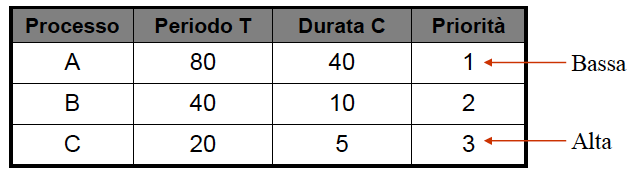 Processo Periodo T Durata C Priorità
A 80 40 1 Bassa
B 40 10 2
C 20 5 3 Alta